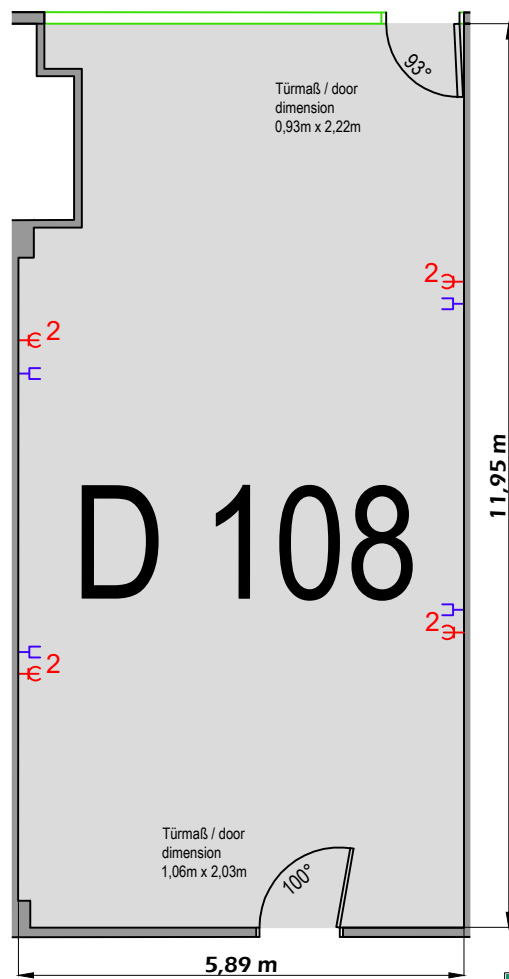 93°
Türmaß / door
dimension
0,93m x 2,22m
2
2
11,95 m
D 108
2
2
Türmaß / door
dimension
1,06m x 2,03m
100°
5,89 m